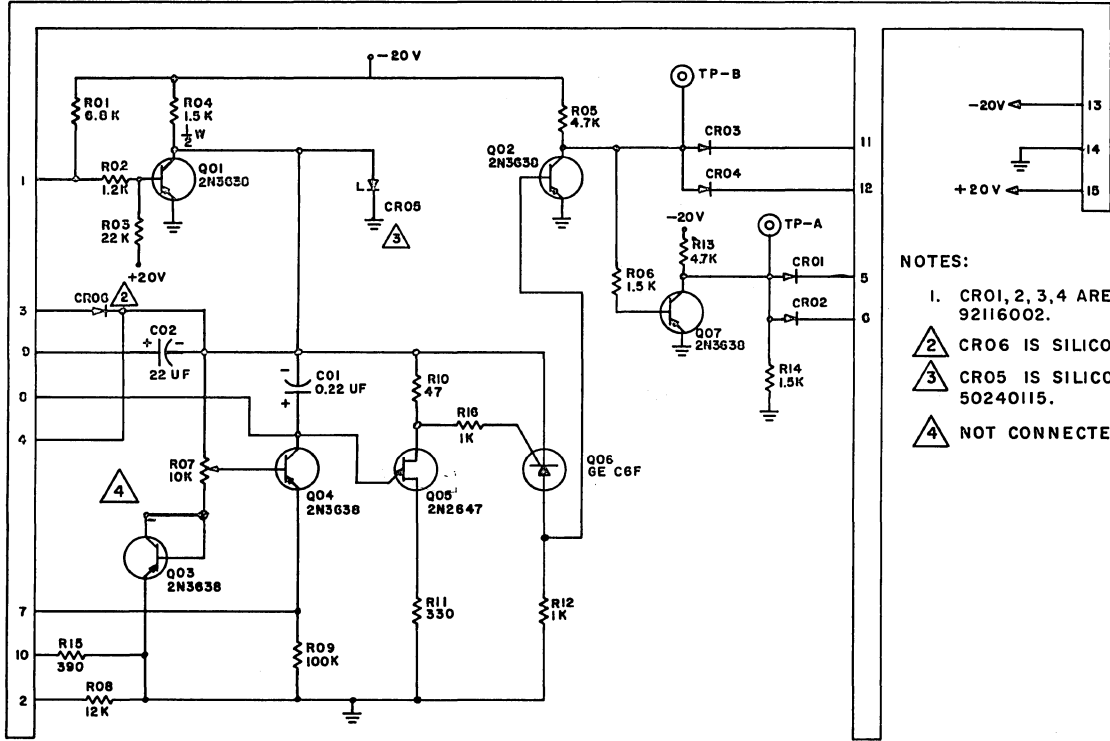 -20V
TP-B
R01
6.8K
R04
1.5K
½W
R05
4.7K
CR03
11
-20V
13
14
+20V
15
1
R02
1.2K
Q01
2N3638
Q02
2N3638
CR04
12
R03
22K
+20V
L
CR05
3
-20V
R13
4.7K
TP-A
CR01
5
R06
1.5K
CR02
6
Q07
2N3638
R14
1.5K
NOTES:
1. CR01,2,3,4 ARE
92116002.
2 CR06 IS SILICO
3 CR05 IS SILICO
50240115.
4 NOT CONNECTE
3
CR06
2
9
+ C02 -
22 UF
8
4
-
C01
0.22 UF
+
R10
47
R16
1K
Q06
GE C6F
R07
10K
4
Q04
2N3638
Q05
2N2647
Q03
2N3638
7
R11
330
R12
1K
10
R15
390
R09
100K
2
R08
12K